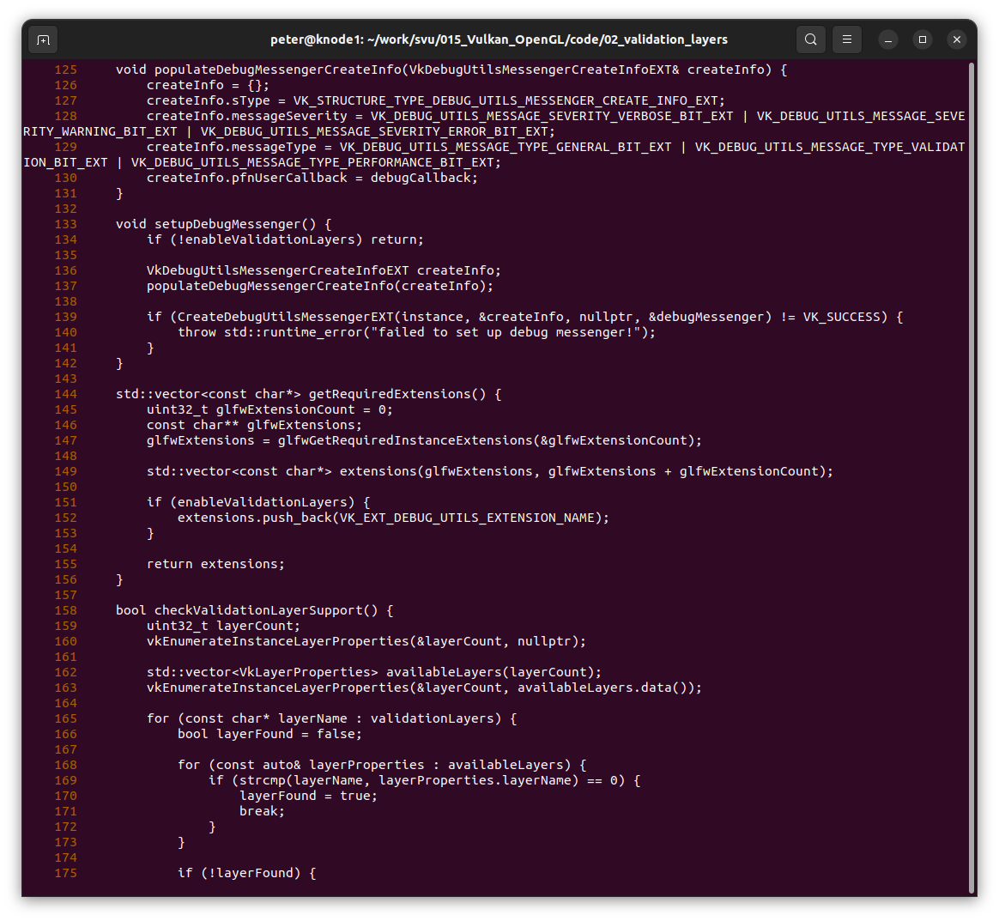 peter@knode1: ~/work/svu/015_Vulkan_OpenGL/code/02_validation_layers
125     void populateDebugMessengerCreateInfo(VkDebugUtilsMessengerCreateInfoEXT& createInfo) {
126         createInfo = {};
127         createInfo.sType = VK_STRUCTURE_TYPE_DEBUG_UTILS_MESSENGER_CREATE_INFO_EXT;
128         createInfo.messageSeverity = VK_DEBUG_UTILS_MESSAGE_SEVERITY_VERBOSE_BIT_EXT | VK_DEBUG_UTILS_MESSAGE_SEVE
RITY_WARNING_BIT_EXT | VK_DEBUG_UTILS_MESSAGE_SEVERITY_ERROR_BIT_EXT;
129         createInfo.messageType = VK_DEBUG_UTILS_MESSAGE_TYPE_GENERAL_BIT_EXT | VK_DEBUG_UTILS_MESSAGE_TYPE_VALIDAT
ION_BIT_EXT | VK_DEBUG_UTILS_MESSAGE_TYPE_PERFORMANCE_BIT_EXT;
130         createInfo.pfnUserCallback = debugCallback;
131     }
132
133     void setupDebugMessenger() {
134         if (!enableValidationLayers) return;
135
136         VkDebugUtilsMessengerCreateInfoEXT createInfo;
137         populateDebugMessengerCreateInfo(createInfo);
138
139         if (CreateDebugUtilsMessengerEXT(instance, &createInfo, nullptr, &debugMessenger) != VK_SUCCESS) {
140             throw std::runtime_error("failed to set up debug messenger!");
141         }
142     }
143
144     std::vector<const char*> getRequiredExtensions() {
145         uint32_t glfwExtensionCount = 0;
146         const char** glfwExtensions;
147         glfwExtensions = glfwGetRequiredInstanceExtensions(&glfwExtensionCount);
148
149         std::vector<const char*> extensions(glfwExtensions, glfwExtensions + glfwExtensionCount);
150
151         if (enableValidationLayers) {
152             extensions.push_back(VK_EXT_DEBUG_UTILS_EXTENSION_NAME);
153         }
154
155         return extensions;
156     }
157
158     bool checkValidationLayerSupport() {
159         uint32_t layerCount;
160         vkEnumerateInstanceLayerProperties(&layerCount, nullptr);
161
162         std::vector<VkLayerProperties> availableLayers(layerCount);
163         vkEnumerateInstanceLayerProperties(&layerCount, availableLayers.data());
164
165         for (const char* layerName : validationLayers) {
166             bool layerFound = false;
167
168             for (const auto& layerProperties : availableLayers) {
169                 if (strcmp(layerName, layerProperties.layerName) == 0) {
170                     layerFound = true;
171                     break;
172                 }
173             }
174
175             if (!layerFound) {